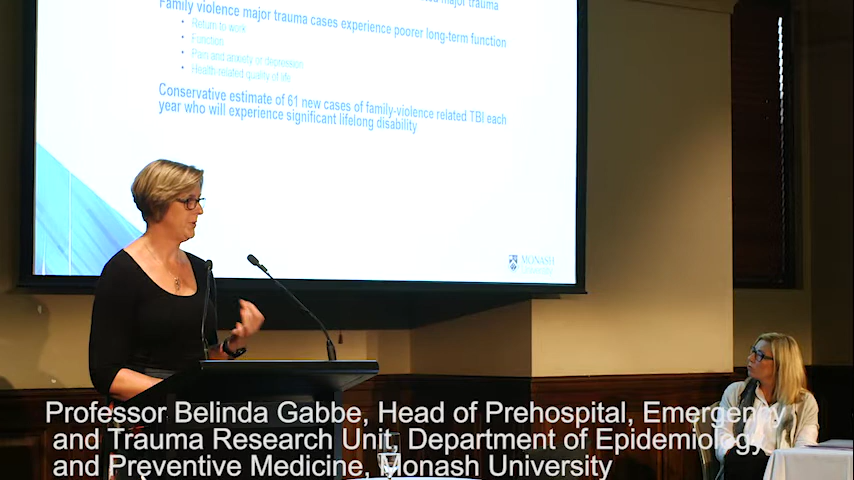 major trauma
Family violence major trauma cases experience poorer long-term function
• Return to work
• Function
• Pain and anxiety or depression
• Health related quality of life
Conservative estimate of 61 new cases of family-violence related TBI each
year who will experience significant lifelong disability
MONASH
University
Professor Belinda Gabbe, Head of Prehospital, Emergency
and Trauma Research Unit, Department of Epidemiology
and Preventive Medicine, Monash University